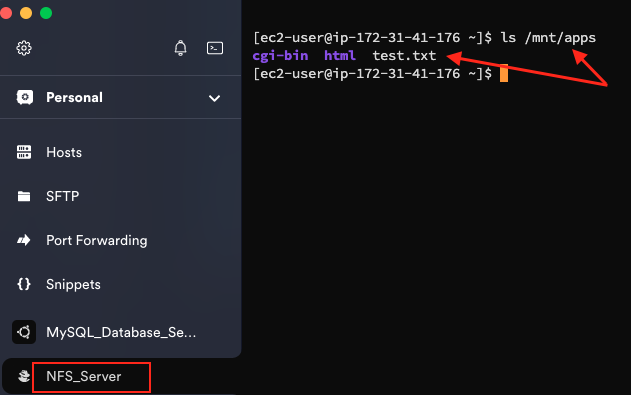 Personal
Hosts
SFTP
Port Forwarding
Snippets
MySQL_Database_Se...
NFS_Server
[ec2-user@ip-172-31-41-176 ~]$ ls /mnt/apps
cgi-bin html test.txt
[ec2-user@ip-172-31-41-176 ~]$